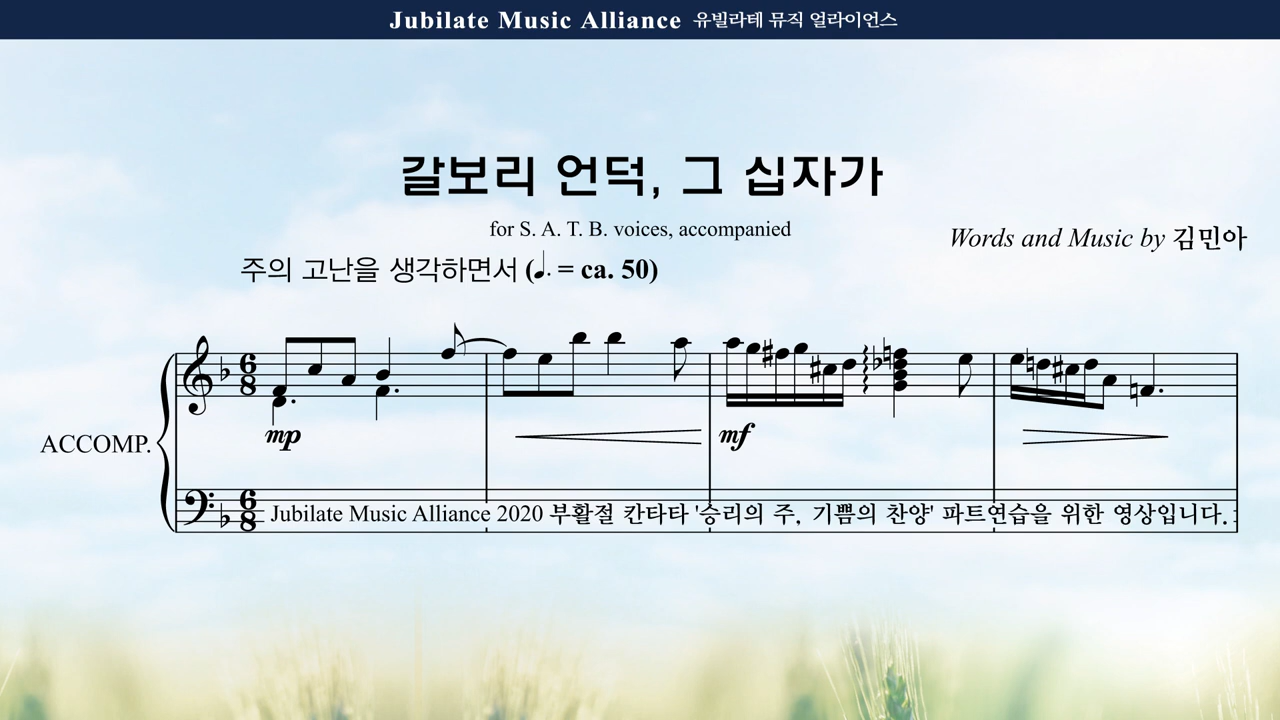 Jubilate Music Alliance 유빌라테 뮤직 얼라이언스
갈보리 언덕, 그 십자가
for S. A. T. B. voices, accompanied
Words and Music by 김민아
주의 고난을 생각하면서 (♩. = ca. 50)
6 8
mp
mf
ACCOMP.
6 8
Jubilate Music Alliance 2020 부활절 칸타타 '승리의 주, 기쁨의 찬양' 파트연습을 위한 영상입니다.